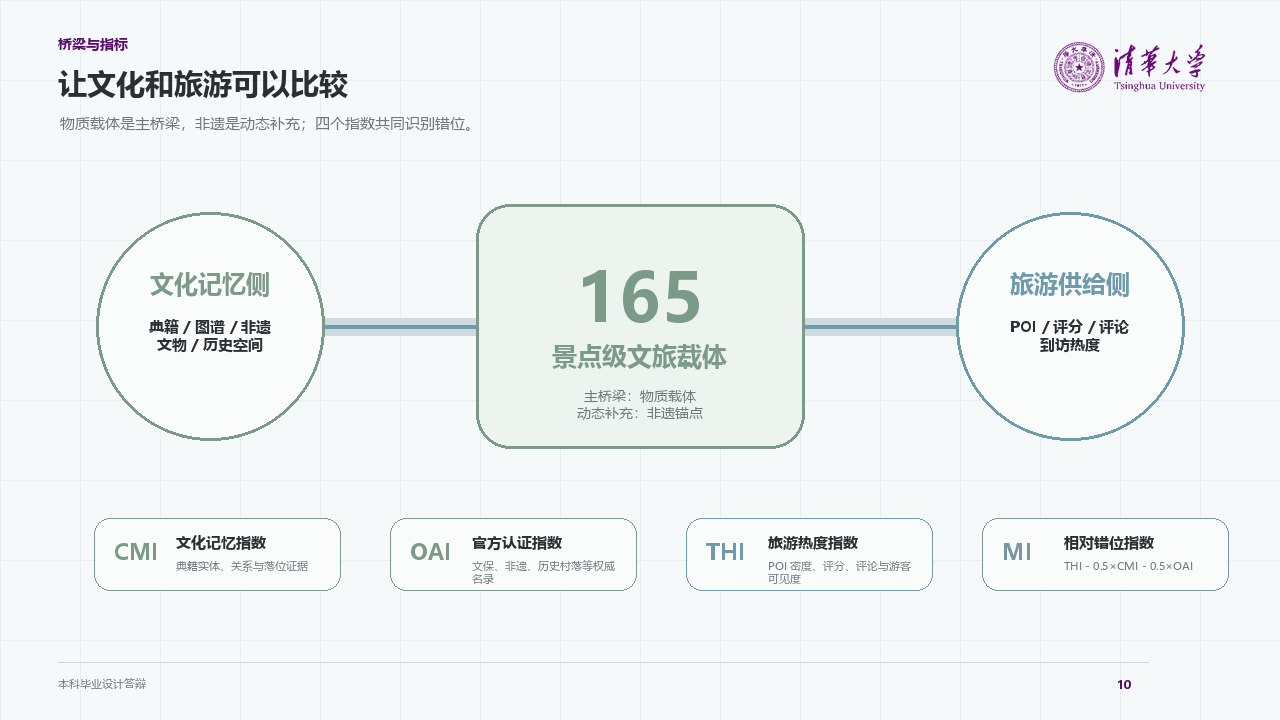 桥梁与指标
让文化和旅游可以比较
物质载体是主桥梁，非遗是动态补充；四个指数共同识别错位。
清華大学
Tsinghua University
文化记忆侧
典籍 / 图谱 / 非遗
文物 / 历史空间
165
景点级文旅载体
主桥梁：物质载体
动态补充：非遗锚点
旅游供给侧
POI / 评分 / 评论
到访热度
CMI
文化记忆指数
典籍实体、关系与落位证据
OAI
官方认证指数
文保、非遗、历史村落等权威
名录
THI
旅游热度指数
POI 密度、评分、评论与游客
可见度
MI
相对错位指数
THI - 0.5×CMI - 0.5×OAI
本科毕业设计答辩
10